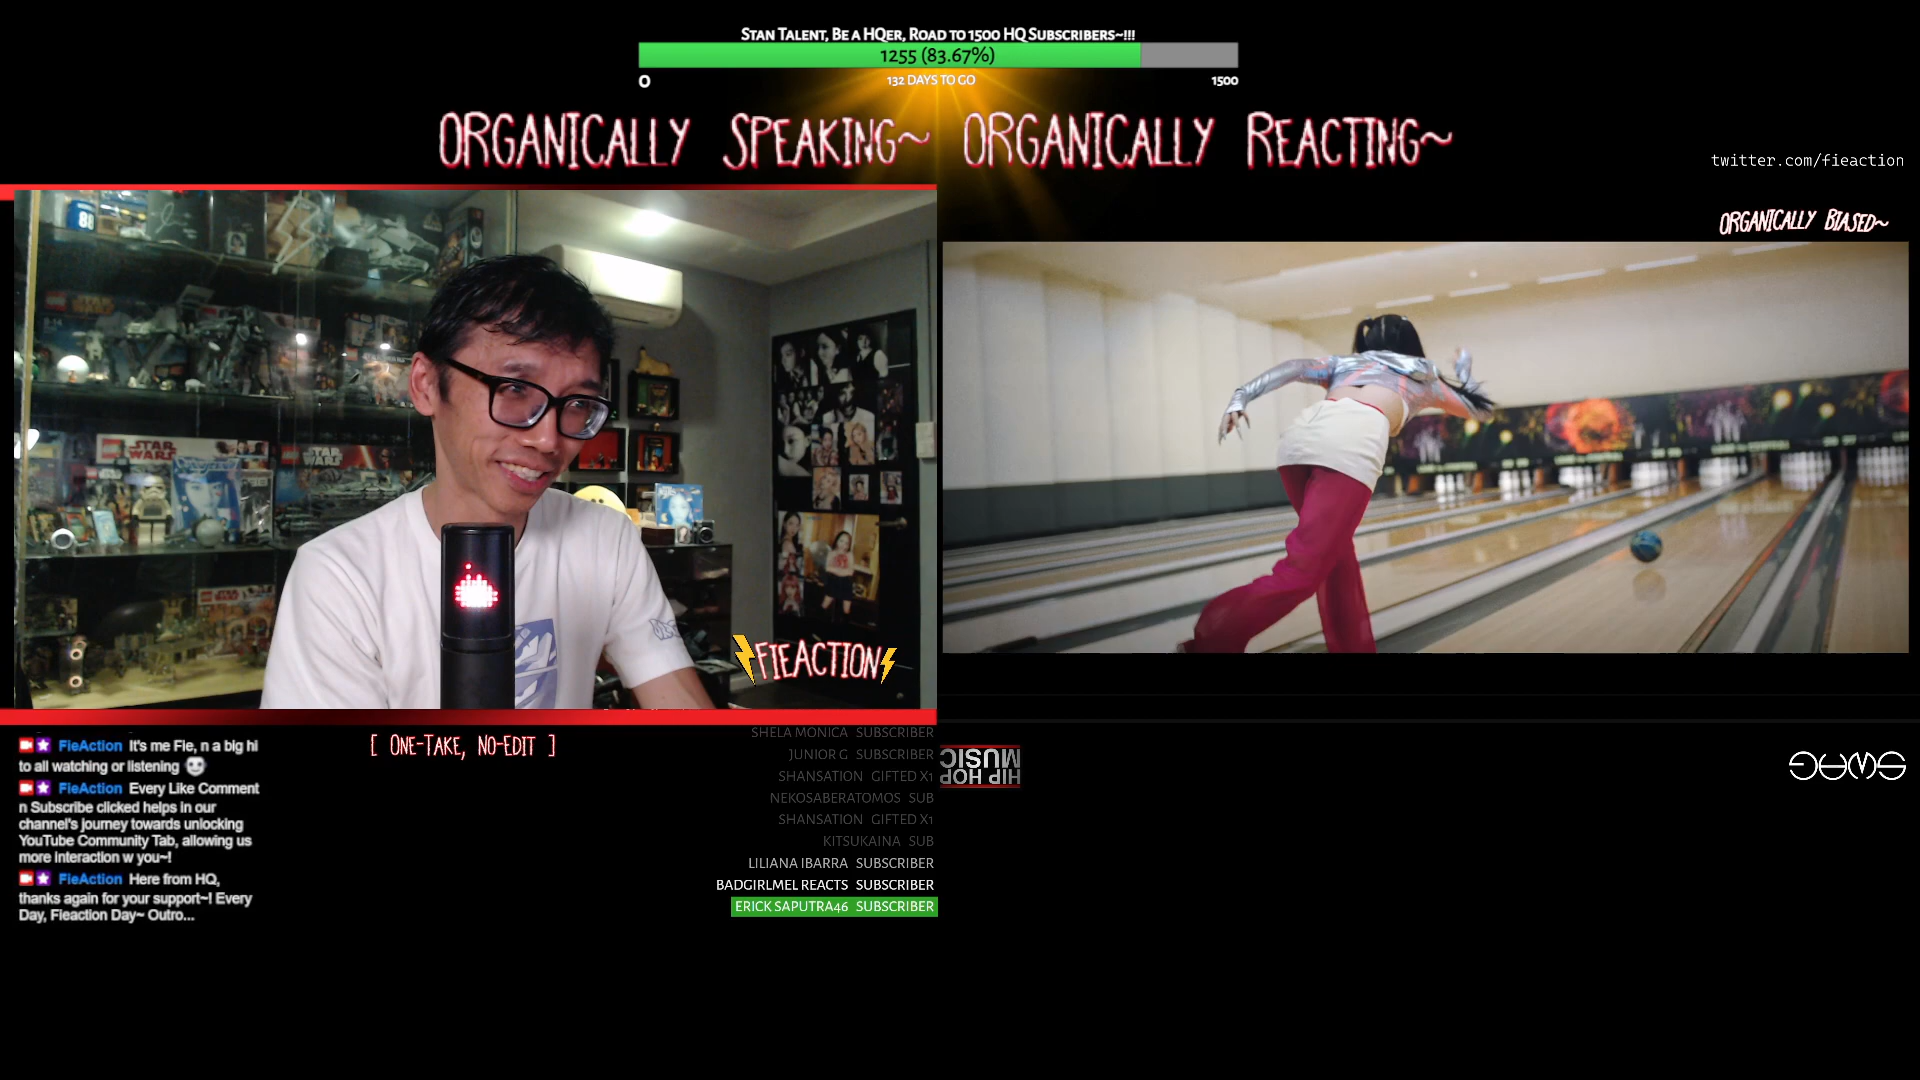 Stan Talent, Be a HQer, Road to 1500 HQ Subscribers~!!!
1255 (83.67%)
0
132 DAYS TO GO
1500
ORGANICALLY SPEAKING~ ORGANICALLY REACTING~
twitter.com/fieaction
ORGANICALLY BIASED~
88
STAR WARS
STAR WARS
FIEACTION
[ ONE-TAKE, NO-EDIT ]
FieAction It's me Fie, n a big hi
to all watching or listening
FieAction Every Like Comment
n Subscribe clicked helps in our
channel's journey towards unlocking
YouTube Community Tab, allowing us
more interaction w you~!
FieAction Here from HQ,
thanks again for your support~! Every
Day, Fieaction Day~ Outro...
SHELA MONICA SUBSCRIBER
JUNIOR G SUBSCRIBER
SHANSATION GIFTED X1
NEKOSABERATOMOS SUB
SHANSATION GIFTED X1
KITSUKAINA SUB
LILIANA IBARRA SUBSCRIBER
BADGIRLMEL REACTS SUBSCRIBER
ERICK SAPUTRA46 SUBSCRIBER
HIP HOP
MUSIC